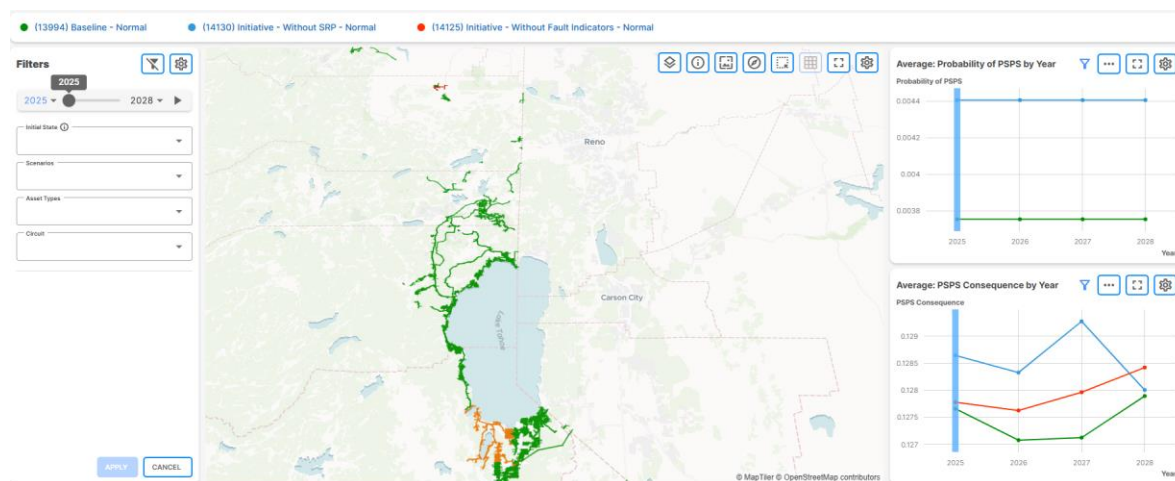 (13994) Baseline - Normal
(14130) Initiative - Without SRP - Normal
(14125) Initiative - Without Fault Indicators - Normal
Filters
2025
2025
2028
Initial State
Scenarios
Asset Types
Circuit
APPLY
CANCEL
Reno
Carson City
Lake Tahoe
© MapTiler © OpenStreetMap contributors
Average: Probability of PSPS by Year
Probability of PSPS
0.0044
0.0042
0.004
0.0038
2025
2026
2027
2028
Year
Average: PSPS Consequence by Year
PSPS Consequence
0.129
0.1285
0.128
0.1275
0.127
2025
2026
2027
2028
Year